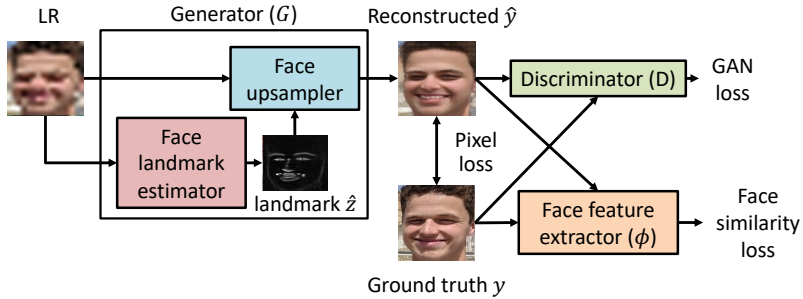 LR
Generator (G)
Reconstructed ŷ
Face
upsampler
Discriminator (D)
GAN
loss
Face
landmark
estimator
landmark ẑ
Pixel
loss
Face feature
extractor (ϕ)
Face
similarity
loss
Ground truth y